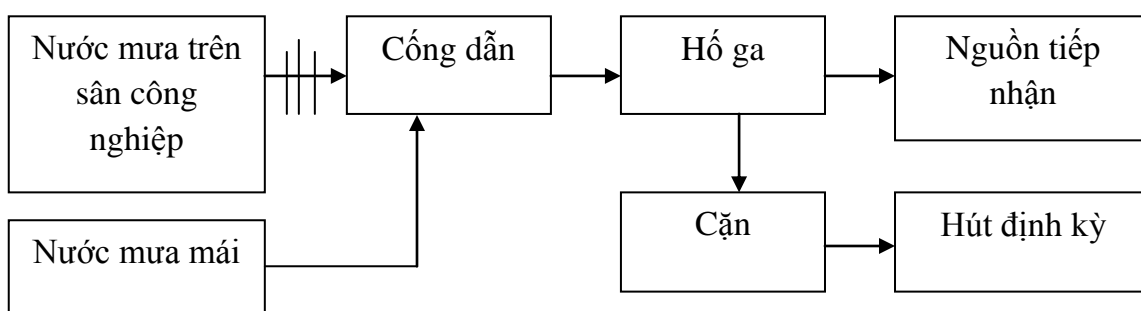 Nước mưa trên
sân công
nghiệp
Cống dẫn
Hố ga
Nguồn tiếp
nhận
Nước mưa mái
Cặn
Hút định kỳ